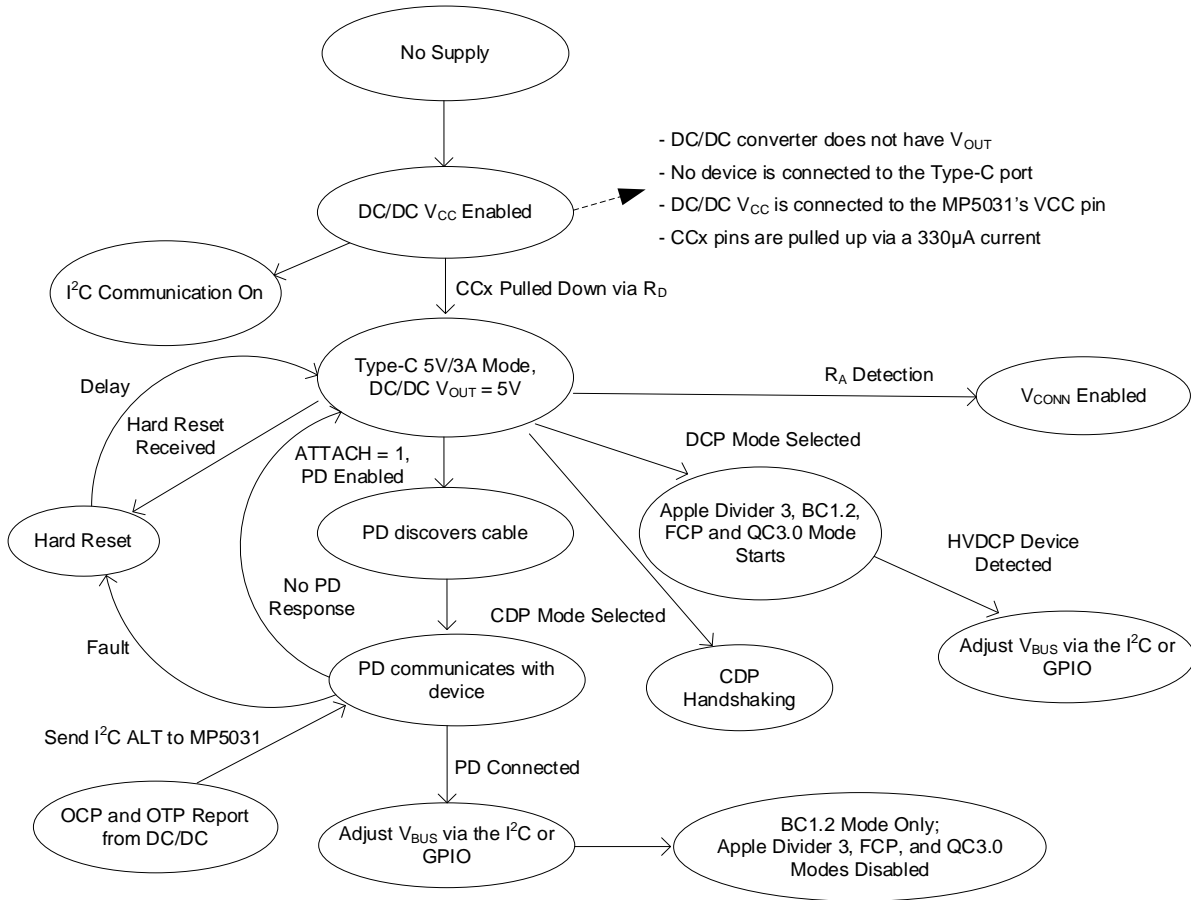 No Supply
- DC/DC converter does not have VOUT
- No device is connected to the Type-C port
- DC/DC VCC is connected to the MP5031's VCC pin
- CCx pins are pulled up via a 330µA current
DC/DC VCC Enabled
I²C Communication On
CCx Pulled Down via RD
Type-C 5V/3A Mode,
DC/DC VOUT = 5V
Delay
RA Detection
VCONN Enabled
Hard Reset
Received
DCP Mode Selected
ATTACH = 1,
PD Enabled
Apple Divider 3, BC1.2,
FCP and QC3.0 Mode
Starts
PD discovers cable
Hard Reset
HVDCP Device
Detected
No PD
Response
CDP Mode Selected
Fault
PD communicates with
device
CDP
Handshaking
Adjust VBUS via the I²C or
GPIO
Send I²C ALT to MP5031
PD Connected
OCP and OTP Report
from DC/DC
Adjust VBUS via the I²C or
GPIO
BC1.2 Mode Only;
Apple Divider 3, FCP, and QC3.0
Modes Disabled